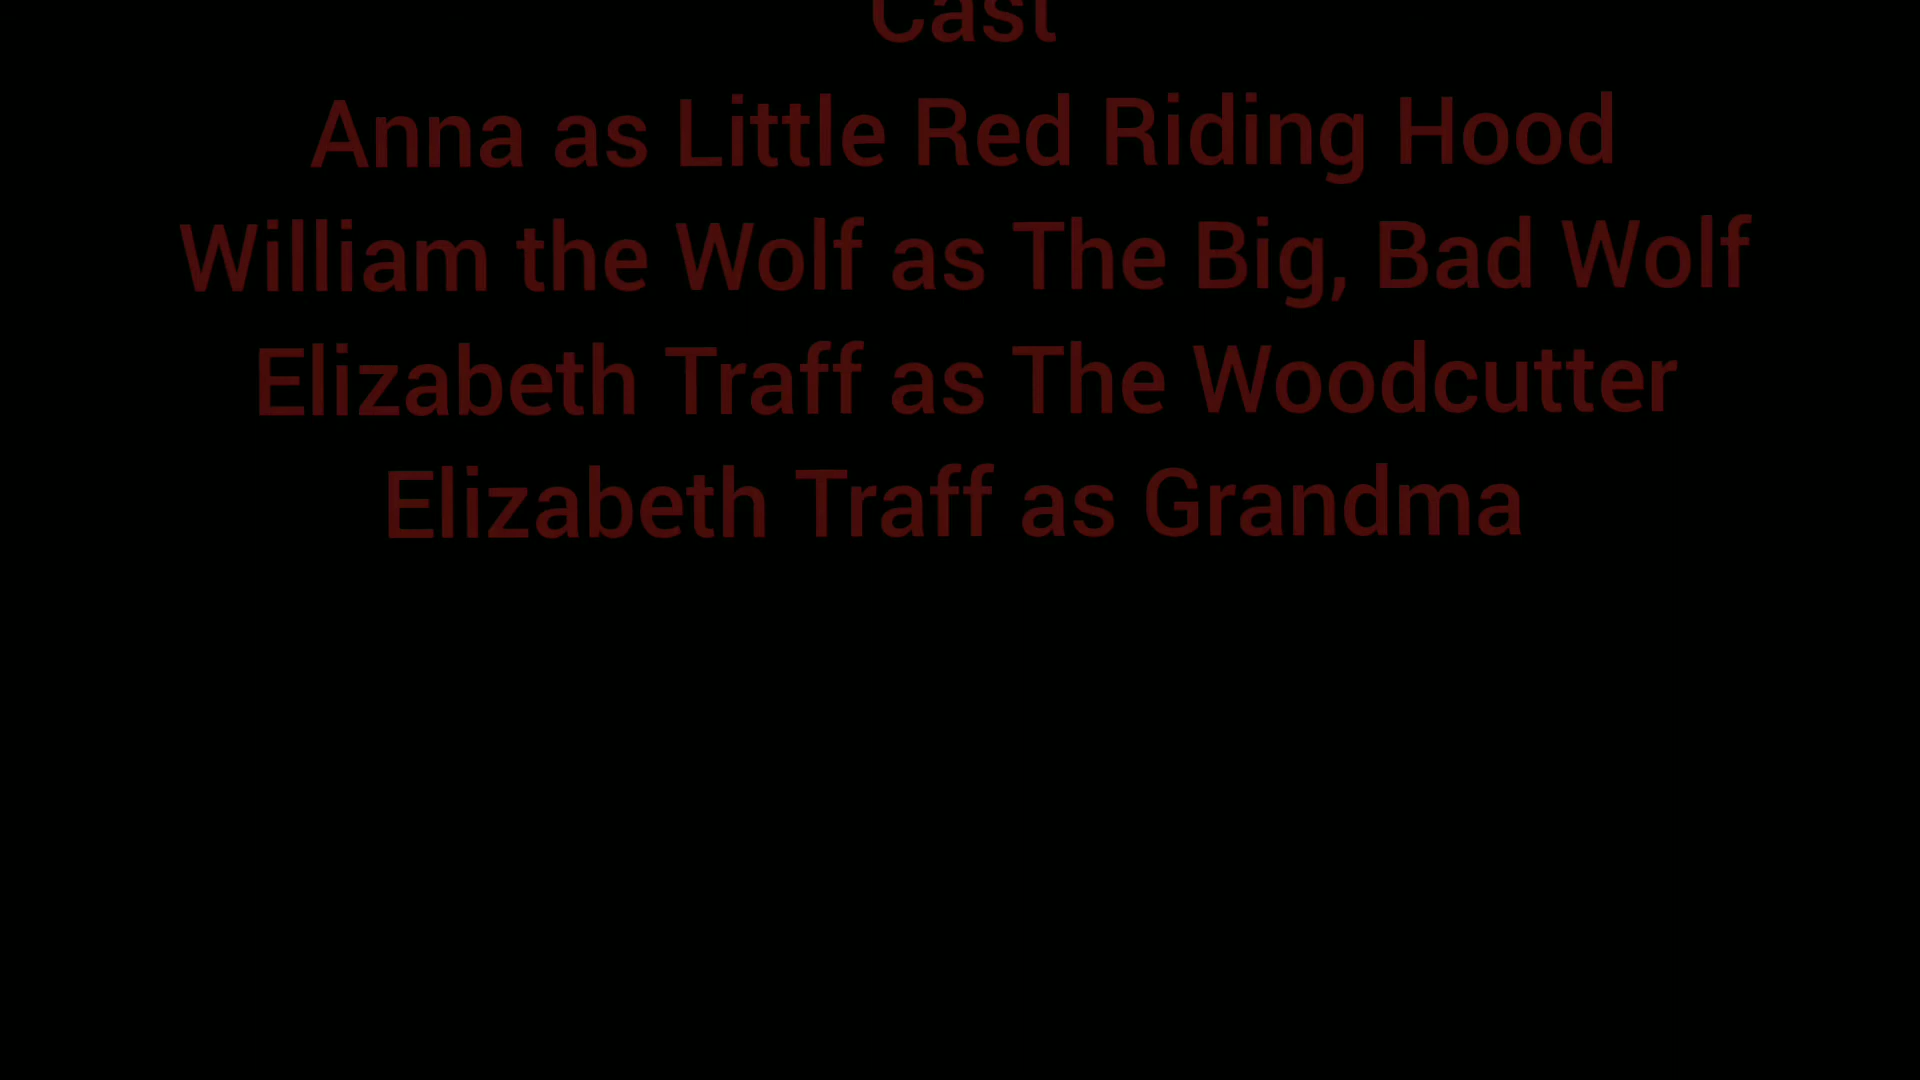 Cast
Anna as Little Red Riding Hood
William the Wolf as The Big, Bad Wolf
Elizabeth Traff as The Woodcutter
Elizabeth Traff as Grandma